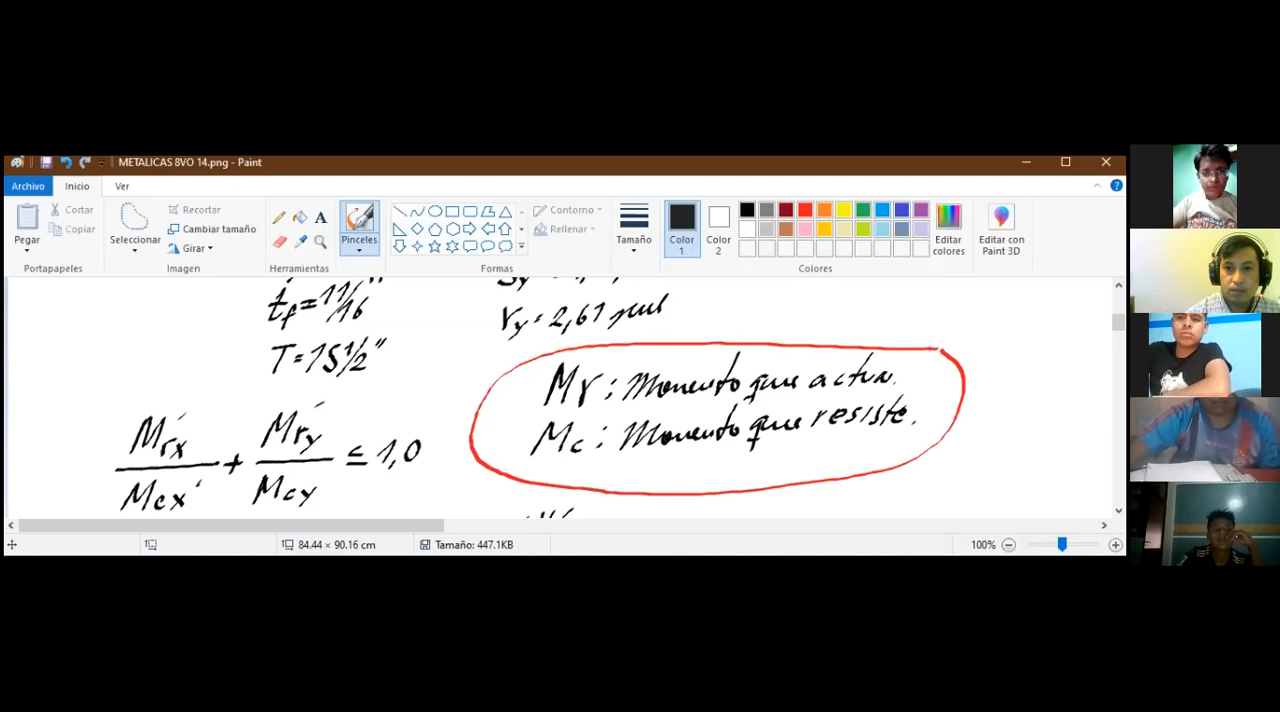 METALICAS 8VO 14.png - Paint
Archivo Inicio Ver
Pegar
Cortar
Copiar
Portapapeles
Seleccionar
Recortar
Cambiar tamaño
Girar
Imagen
A
Herramientas
Pinceles
Contorno
Rellenar
Formas
Tamaño
Color 1
Color 2
Editar colores
Editar con Paint 3D
Colores
tf = 11/16"
T = 15 1/2"
ry = 2,67 pul
Mr : Momento que actua.
Mc : Momento que resiste.
Mrx / Mcx + Mry / Mcy ≤ 1,0
84.44 × 90.16 cm
Tamaño: 447.1KB
100%